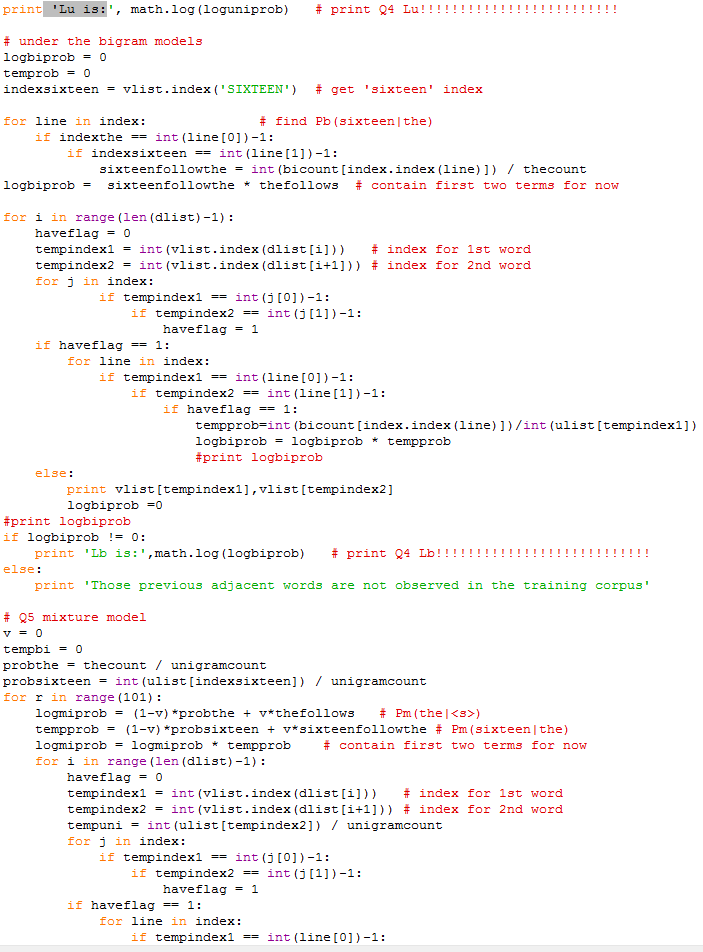 print 'Lu is:', math.log(loguniprob)   # print Q4 Lu!!!!!!!!!!!!!!!!!!!!!!!!!
# under the bigram models
logbiprob = 0
temprob = 0
indexsixteen = vlist.index('SIXTEEN')  # get 'sixteen' index
for line in index:              # find Pb(sixteen|the)
    if indexthe == int(line[0])-1:
        if indexsixteen == int(line[1])-1:
            sixteenfollowthe = int(bicount[index.index(line)]) / thecount
logbiprob =  sixteenfollowthe * thefollows  # contain first two terms for now
for i in range(len(dlist)-1):
    haveflag = 0
    tempindex1 = int(vlist.index(dlist[i]))   # index for 1st word
    tempindex2 = int(vlist.index(dlist[i+1])) # index for 2nd word
    for j in index:
            if tempindex1 == int(j[0])-1:
                if tempindex2 == int(j[1])-1:
                    haveflag = 1
    if haveflag == 1:
        for line in index:
            if tempindex1 == int(line[0])-1:
                if tempindex2 == int(line[1])-1:
                    if haveflag == 1:
                        tempprob=int(bicount[index.index(line)])/int(ulist[tempindex1])
                        logbiprob = logbiprob * tempprob
                        #print logbiprob
    else:
        print vlist[tempindex1],vlist[tempindex2]
        logbiprob =0
#print logbiprob
if logbiprob != 0:
    print 'Lb is:',math.log(logbiprob)   # print Q4 Lb!!!!!!!!!!!!!!!!!!!!!!!!!!!
else:
    print 'Those previous adjacent words are not observed in the training corpus'
# Q5 mixture model
v = 0
tempbi = 0
probthe = thecount / unigramcount
probsixteen = int(ulist[indexsixteen]) / unigramcount
for r in range(101):
    logmiprob = (1-v)*probthe + v*thefollows   # Pm(the|<s>)
    tempprob = (1-v)*probsixteen + v*sixteenfollowthe # Pm(sixteen|the)
    logmiprob = logmiprob * tempprob    # contain first two terms for now
    for i in range(len(dlist)-1):
        haveflag = 0
        tempindex1 = int(vlist.index(dlist[i]))   # index for 1st word
        tempindex2 = int(vlist.index(dlist[i+1])) # index for 2nd word
        tempuni = int(ulist[tempindex2]) / unigramcount
        for j in index:
            if tempindex1 == int(j[0])-1:
                if tempindex2 == int(j[1])-1:
                    haveflag = 1
        if haveflag == 1:
            for line in index:
                if tempindex1 == int(line[0])-1: